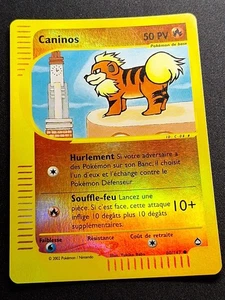 Caninos
50 PV
Pokémon de base
Hurlement Si votre adversaire a
des Pokémon sur son Banc, il choisit
l'un d'eux et l'échange contre le
Pokémon Défenseur
Souffle-feu Lancez une
pièce. Si c'est face, cette attaque
inflige 10 dégâts plus 10 dégâts
supplémentaires.
10+
Faiblesse
Résistance
Coût de retraite
© 2002 Pokémon / Nintendo